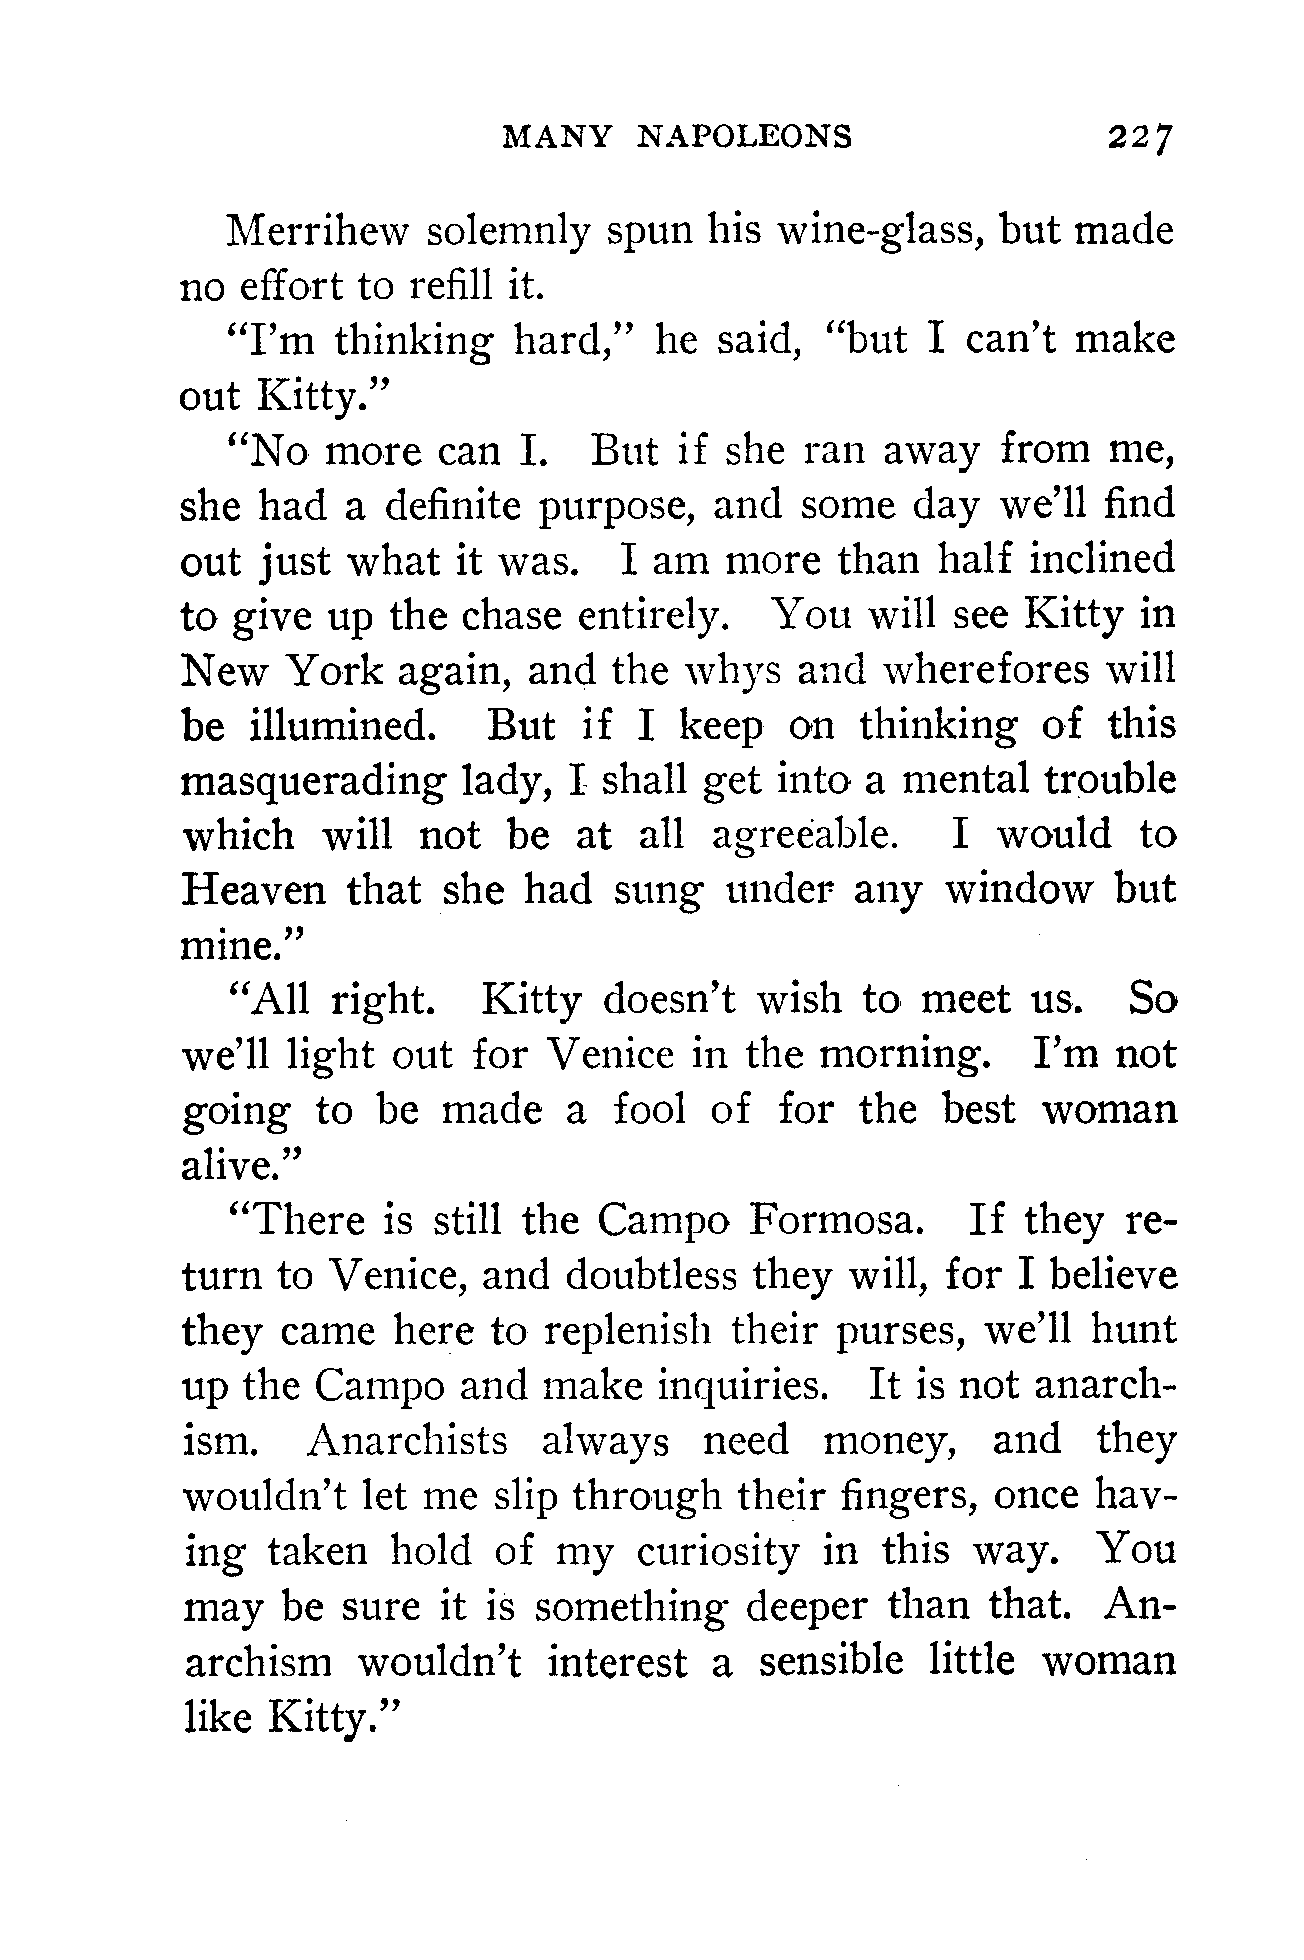 MANY NAPOLEONS 227
Merrihew solemnly spun his wine-glass, but made
no effort to refill it.
“I’m thinking hard,” he said, “but I can’t make
out Kitty.”
“No more can I. But if she ran away from me,
she had a definite purpose, and some day we’ll find
out just what it was. I am more than half inclined
to give up the chase entirely. You will see Kitty in
New York again, and the whys and wherefores will
be illumined. But if I keep on thinking of this
masquerading lady, I shall get into a mental trouble
which will not be at all agreeable. I would to
Heaven that she had sung under any window but
mine.”
“All right. Kitty doesn’t wish to meet us. So
we’ll light out for Venice in the morning. I’m not
going to be made a fool of for the best woman
alive.”
“There is still the Campo Formosa. If they re-
turn to Venice, and doubtless they will, for I believe
they came here to replenish their purses, we’ll hunt
up the Campo and make inquiries. It is not anarch-
ism. Anarchists always need money, and they
wouldn’t let me slip through their fingers, once hav-
ing taken hold of my curiosity in this way. You
may be sure it is something deeper than that. An-
archism wouldn’t interest a sensible little woman
like Kitty.”